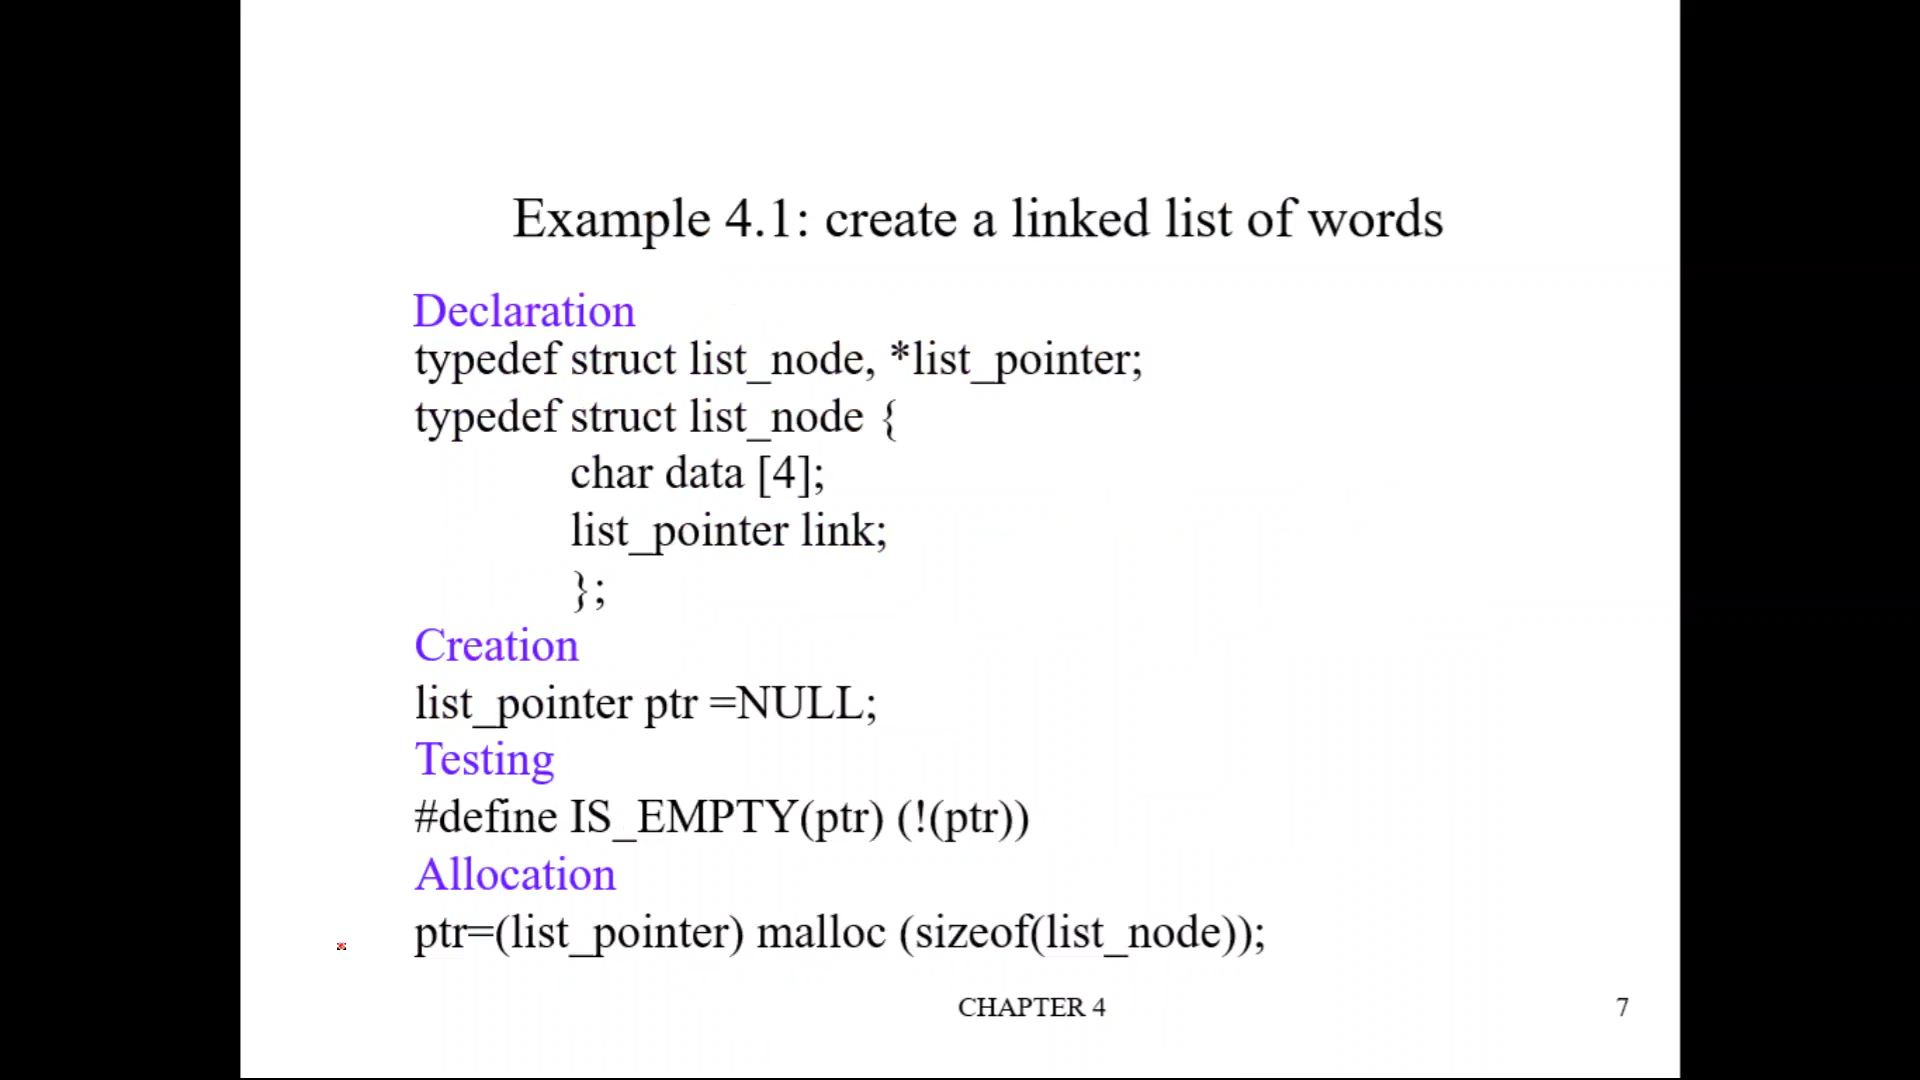 Example 4.1: create a linked list of words
Declaration
typedef struct list_node, *list_pointer;
typedef struct list_node {
char data [4];
list_pointer link;
};
Creation
list_pointer ptr =NULL;
Testing
#define IS_EMPTY(ptr) (!(ptr))
Allocation
ptr=(list_pointer) malloc (sizeof(list_node));
CHAPTER 4
7